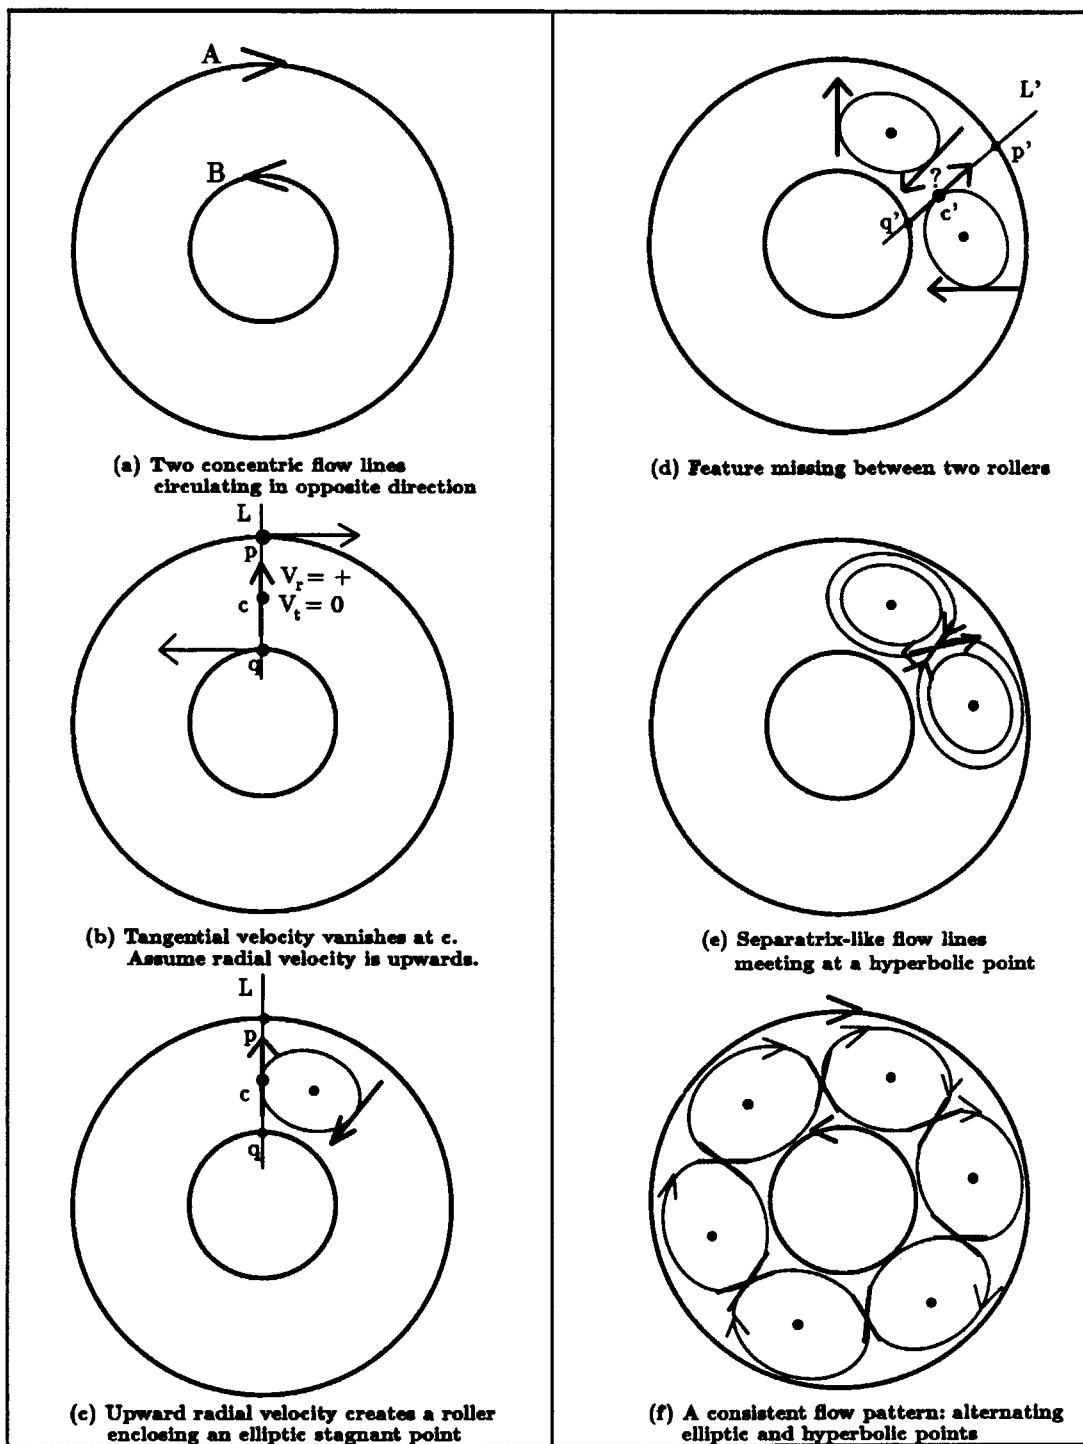 A
B
(a) Two concentric flow lines
circulating in opposite direction
L
p
V_r = +
c
V_t = 0
q
(b) Tangential velocity vanishes at c.
Assume radial velocity is upwards.
L
p
c
q
(c) Upward radial velocity creates a roller
enclosing an elliptic stagnant point
L'
p'
?
c'
q'
(d) Feature missing between two rollers
(e) Separatrix-like flow lines
meeting at a hyperbolic point
(f) A consistent flow pattern: alternating
elliptic and hyperbolic points